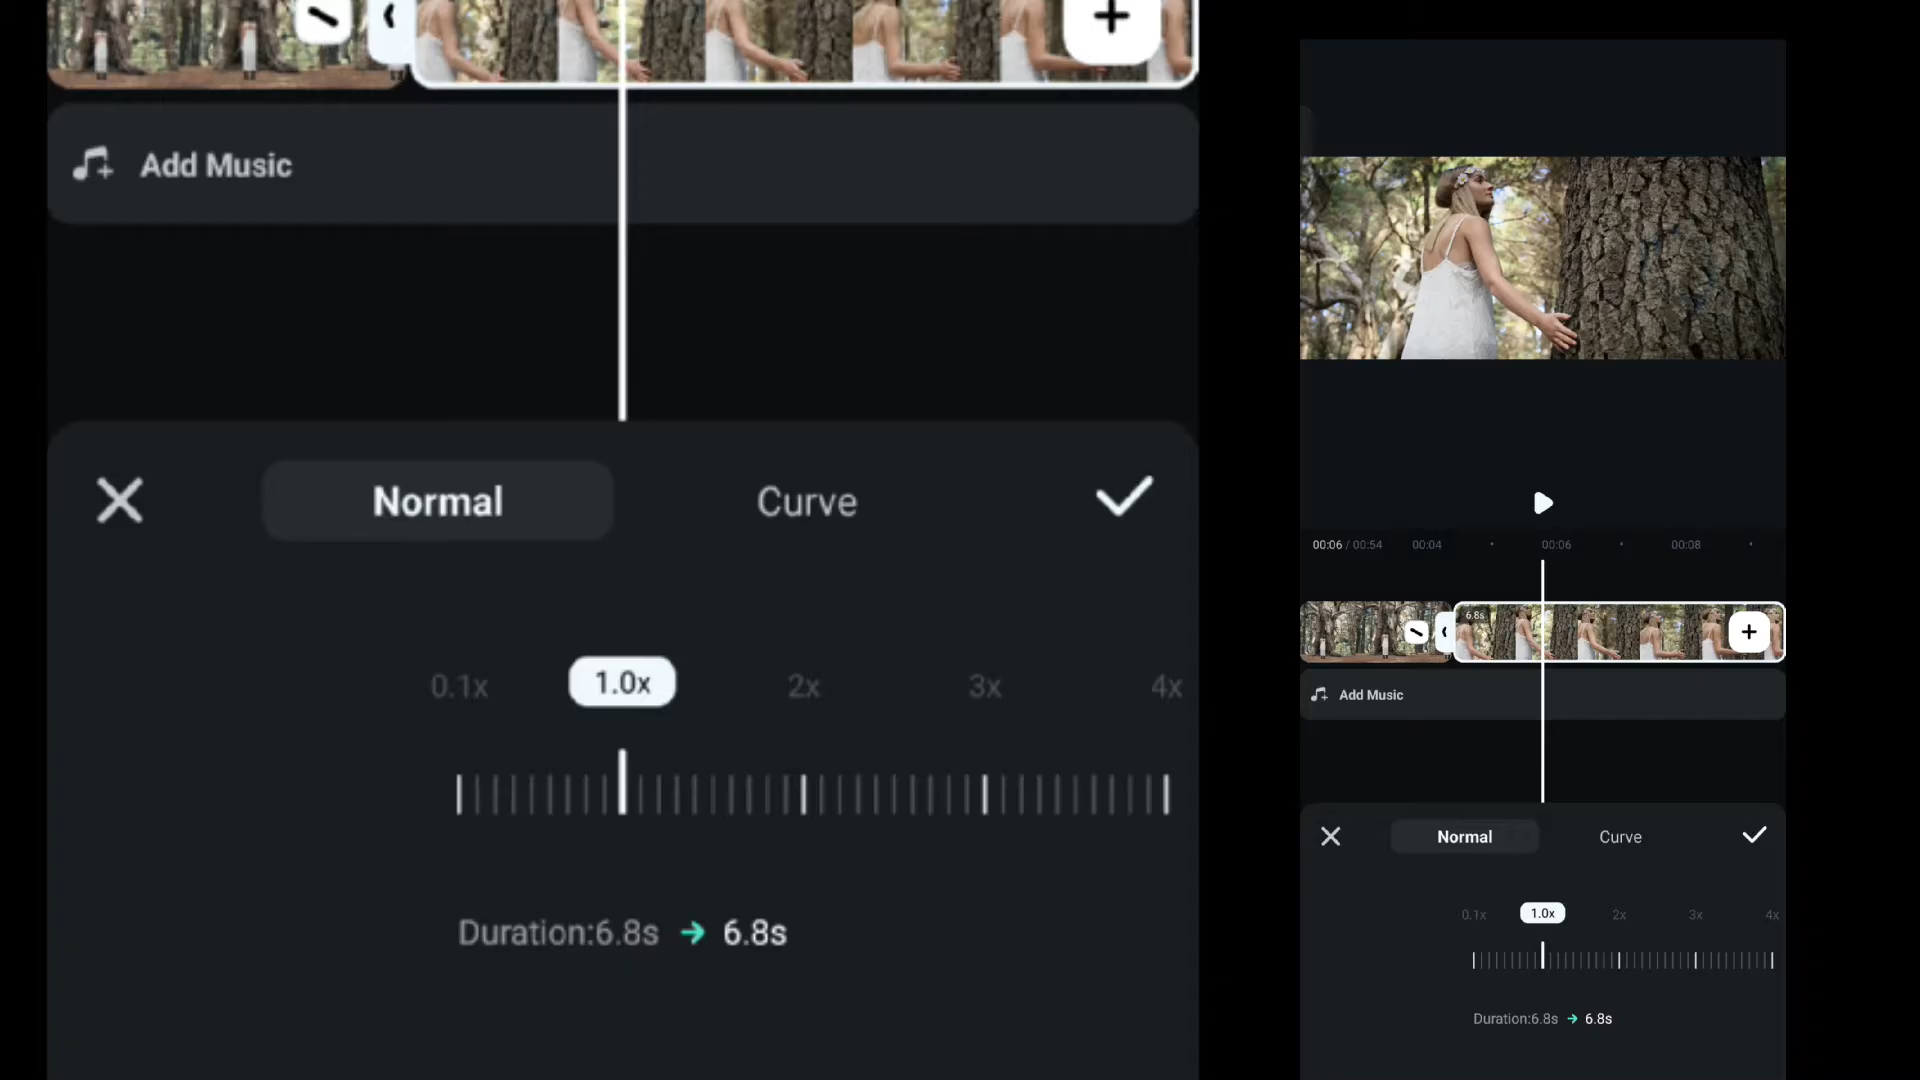 Add Music
Normal
Curve
0.1x
1.0x
2x
3x
4x
Duration:6.8s → 6.8s
00:06 / 00:54
00:04
00:06
00:08
6.8s
Add Music
Normal
Curve
0.1x
1.0x
2x
3x
4x
Duration:6.8s → 6.8s